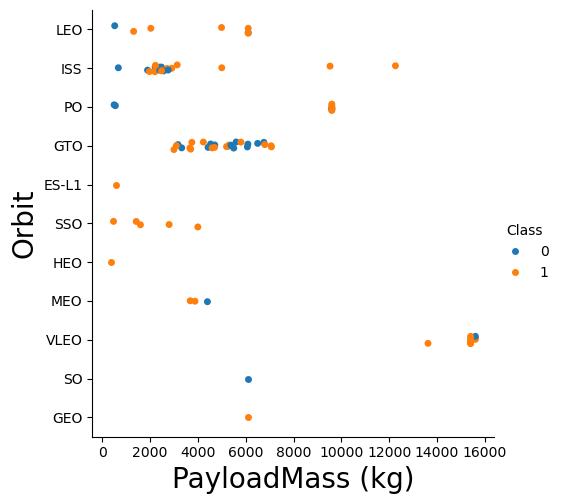 LEO
ISS
PO
GTO
ES-L1
SSO
HEO
MEO
VLEO
SO
GEO
Orbit
0 2000 4000 6000 8000 10000 12000 14000 16000
PayloadMass (kg)
Class
0
1